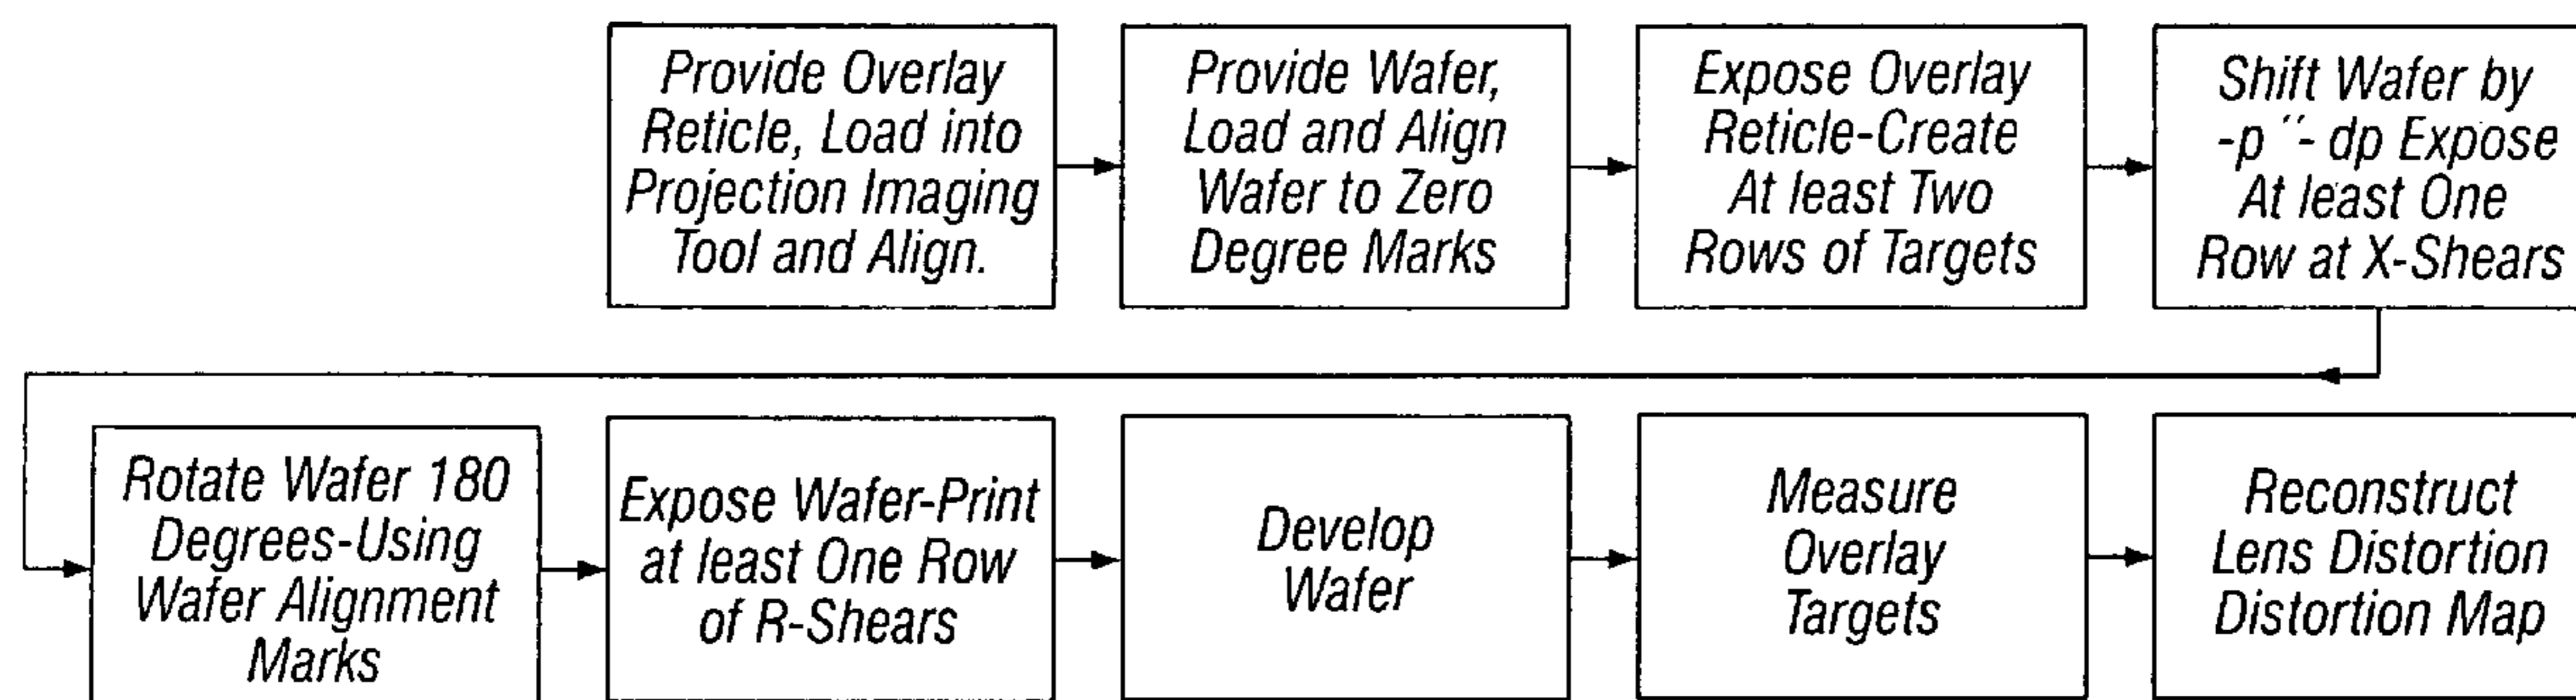 Provide Overlay
Reticle, Load into
Projection Imaging
Tool and Align.
Provide Wafer,
Load and Align
Wafer to Zero
Degree Marks
Expose Overlay
Reticle-Create
At least Two
Rows of Targets
Shift Wafer by
-p ″- dp Expose
At least One
Row at X-Shears
Rotate Wafer 180
Degrees-Using
Wafer Alignment
Marks
Expose Wafer-Print
at least One Row
of R-Shears
Develop
Wafer
Measure
Overlay
Targets
Reconstruct
Lens Distortion
Distortion Map